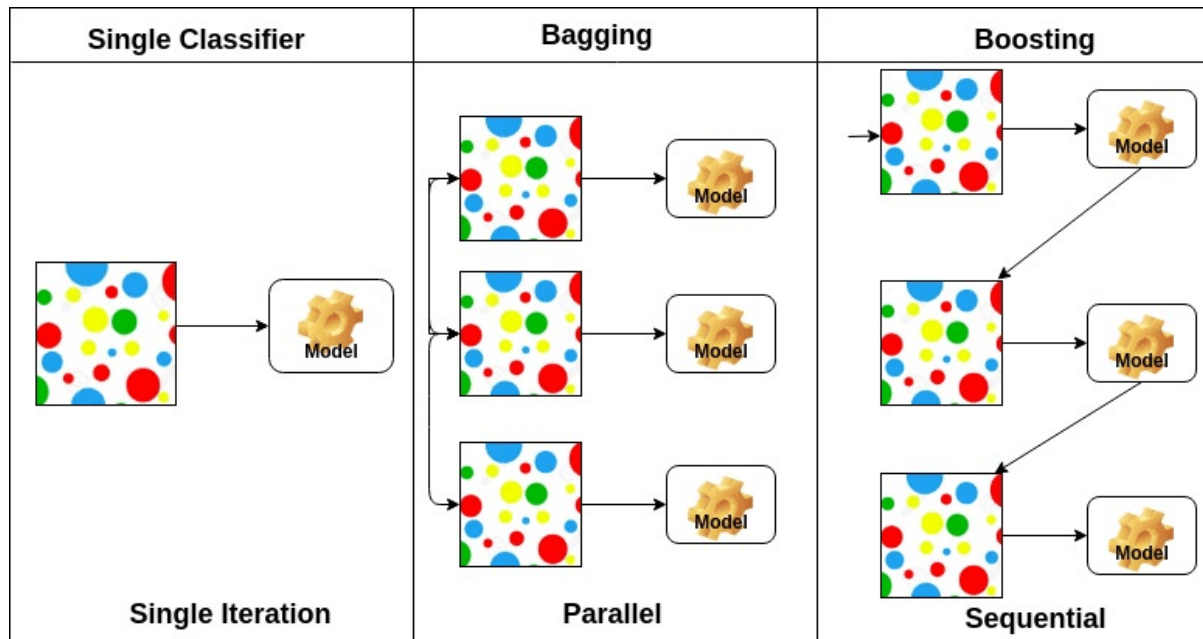 Single Classifier
Bagging
Boosting
Model
Model
Model
Model
Model
Model
Model
Single Iteration
Parallel
Sequential